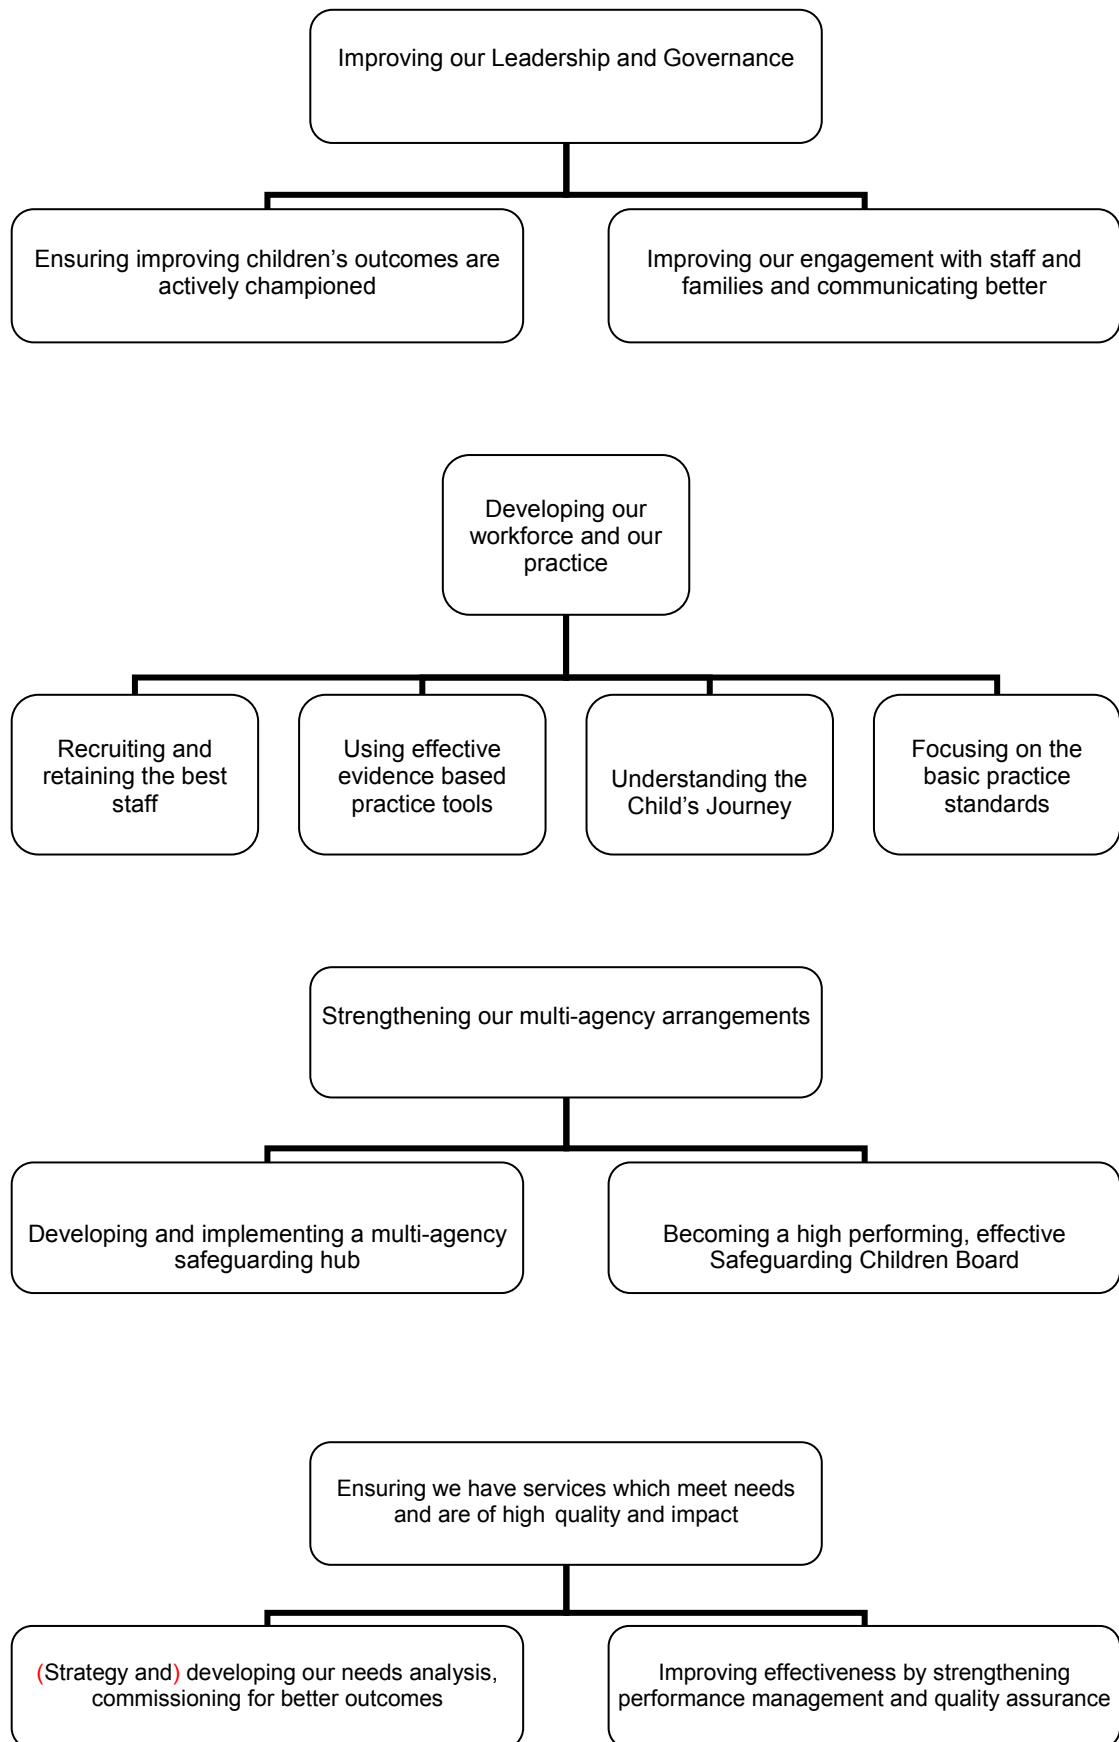 Improving our Leadership and Governance
Ensuring improving children’s outcomes are
actively championed
Improving our engagement with staff and
families and communicating better
Developing our
workforce and our
practice
Recruiting and
retaining the best
staff
Using effective
evidence based
practice tools
Understanding the
Child’s Journey
Focusing on the
basic practice
standards
Strengthening our multi-agency arrangements
Developing and implementing a multi-agency
safeguarding hub
Becoming a high performing, effective
Safeguarding Children Board
Ensuring we have services which meet needs
and are of high quality and impact
(Strategy and) developing our needs analysis,
commissioning for better outcomes
Improving effectiveness by strengthening
performance management and quality assurance